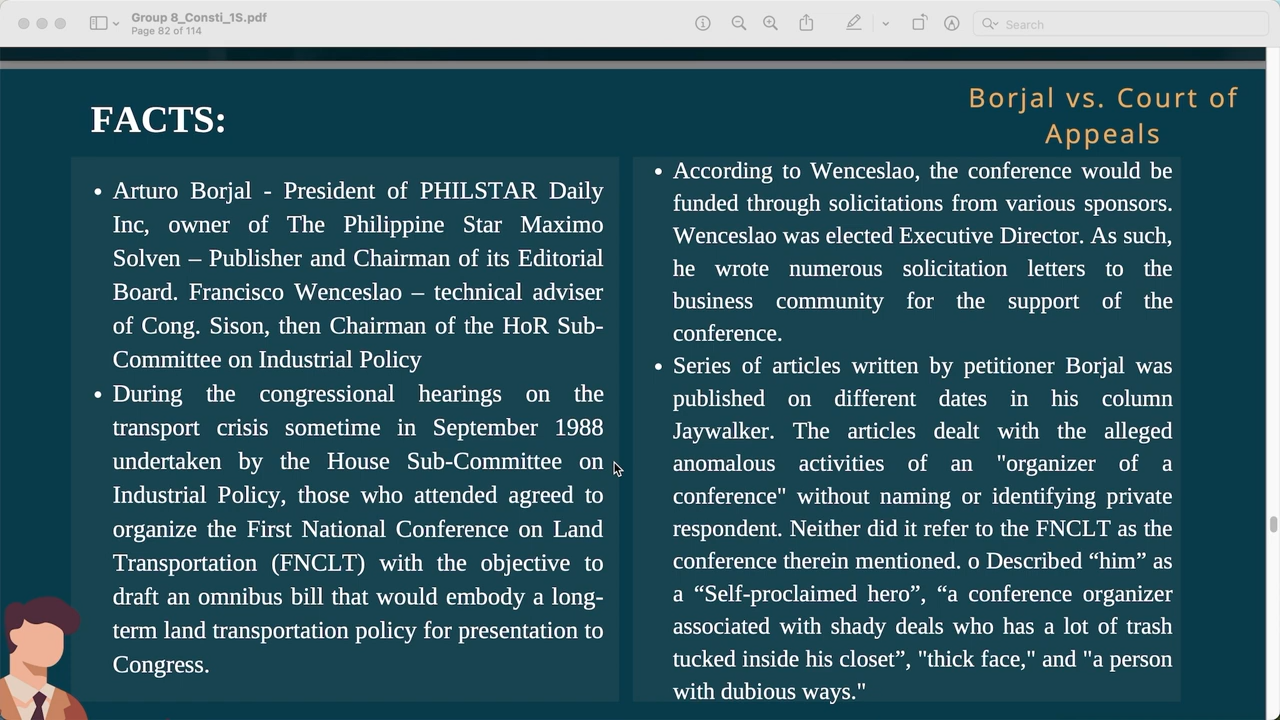 Group 8_Consti_1S.pdf
Page 82 of 114
Search
Borjal vs. Court of
Appeals
FACTS:
• Arturo Borjal - President of PHILSTAR Daily
Inc, owner of The Philippine Star Maximo
Solven – Publisher and Chairman of its Editorial
Board. Francisco Wenceslao – technical adviser
of Cong. Sison, then Chairman of the HoR Sub-
Committee on Industrial Policy
• During the congressional hearings on the
transport crisis sometime in September 1988
undertaken by the House Sub-Committee on
Industrial Policy, those who attended agreed to
organize the First National Conference on Land
Transportation (FNCLT) with the objective to
draft an omnibus bill that would embody a long-
term land transportation policy for presentation to
Congress.
• According to Wenceslao, the conference would be
funded through solicitations from various sponsors.
Wenceslao was elected Executive Director. As such,
he wrote numerous solicitation letters to the
business community for the support of the
conference.
• Series of articles written by petitioner Borjal was
published on different dates in his column
Jaywalker. The articles dealt with the alleged
anomalous activities of an "organizer of a
conference" without naming or identifying private
respondent. Neither did it refer to the FNCLT as the
conference therein mentioned. o Described “him” as
a “Self-proclaimed hero”, “a conference organizer
associated with shady deals who has a lot of trash
tucked inside his closet”, "thick face," and "a person
with dubious ways."